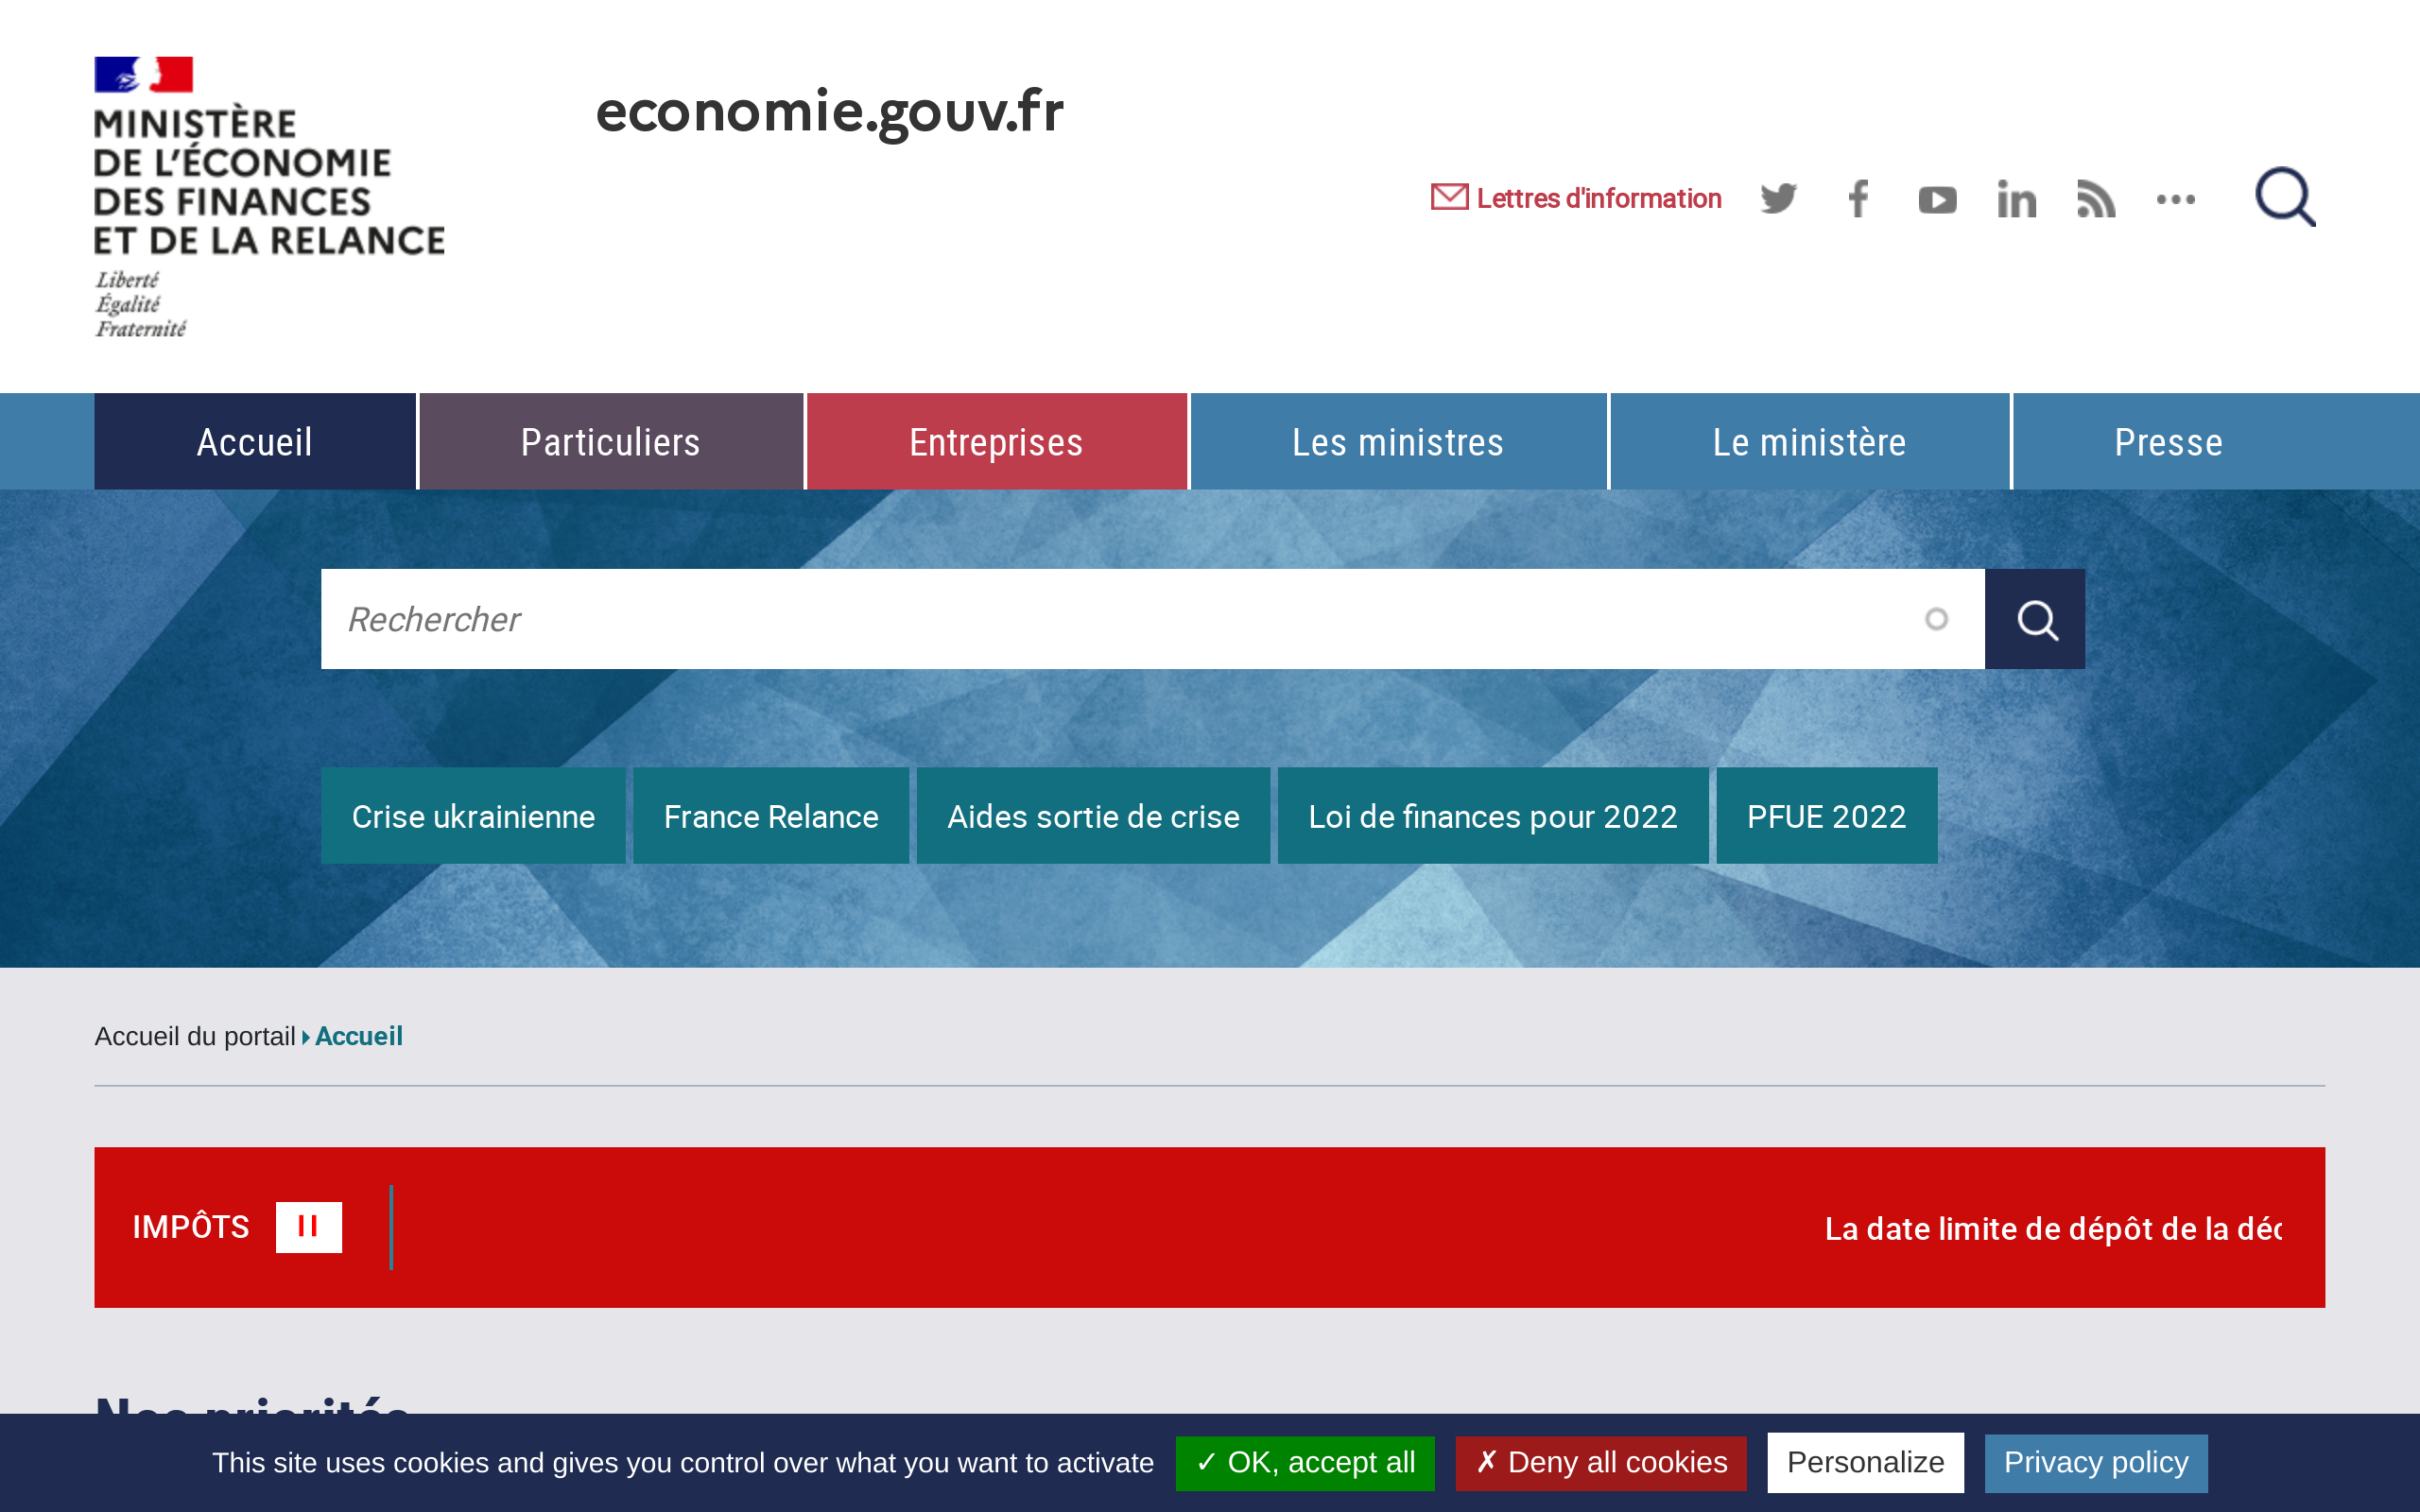 MINISTÈRE
DE L'ÉCONOMIE
DES FINANCES
ET DE LA RELANCE
Liberté
Égalité
Fraternité
economie.gouv.fr
Lettres d'information
Accueil Particuliers Entreprises Les ministres Le ministère Presse
Rechercher
Crise ukrainienne France Relance Aides sortie de crise Loi de finances pour 2022 PFUE 2022
Accueil du portail Accueil
IMPÔTS La date limite de dépôt de la
Nos priorités
This site uses cookies and gives you control over what you want to activate ✓ OK, accept all ✗ Deny all cookies Personalize Privacy policy